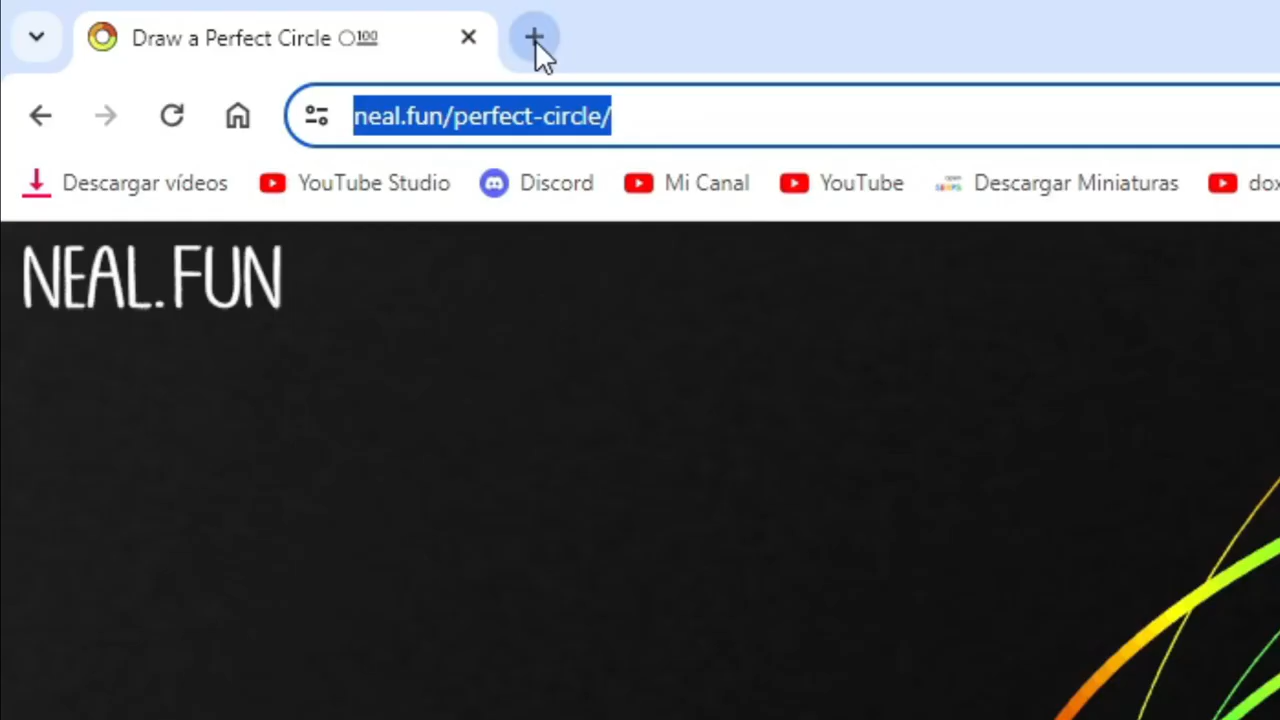 Draw a Perfect Circle 100
neal.fun/perfect-circle/
Descargar vídeos YouTube Studio Discord Mi Canal YouTube Descargar Miniaturas dox
NEAL.FUN